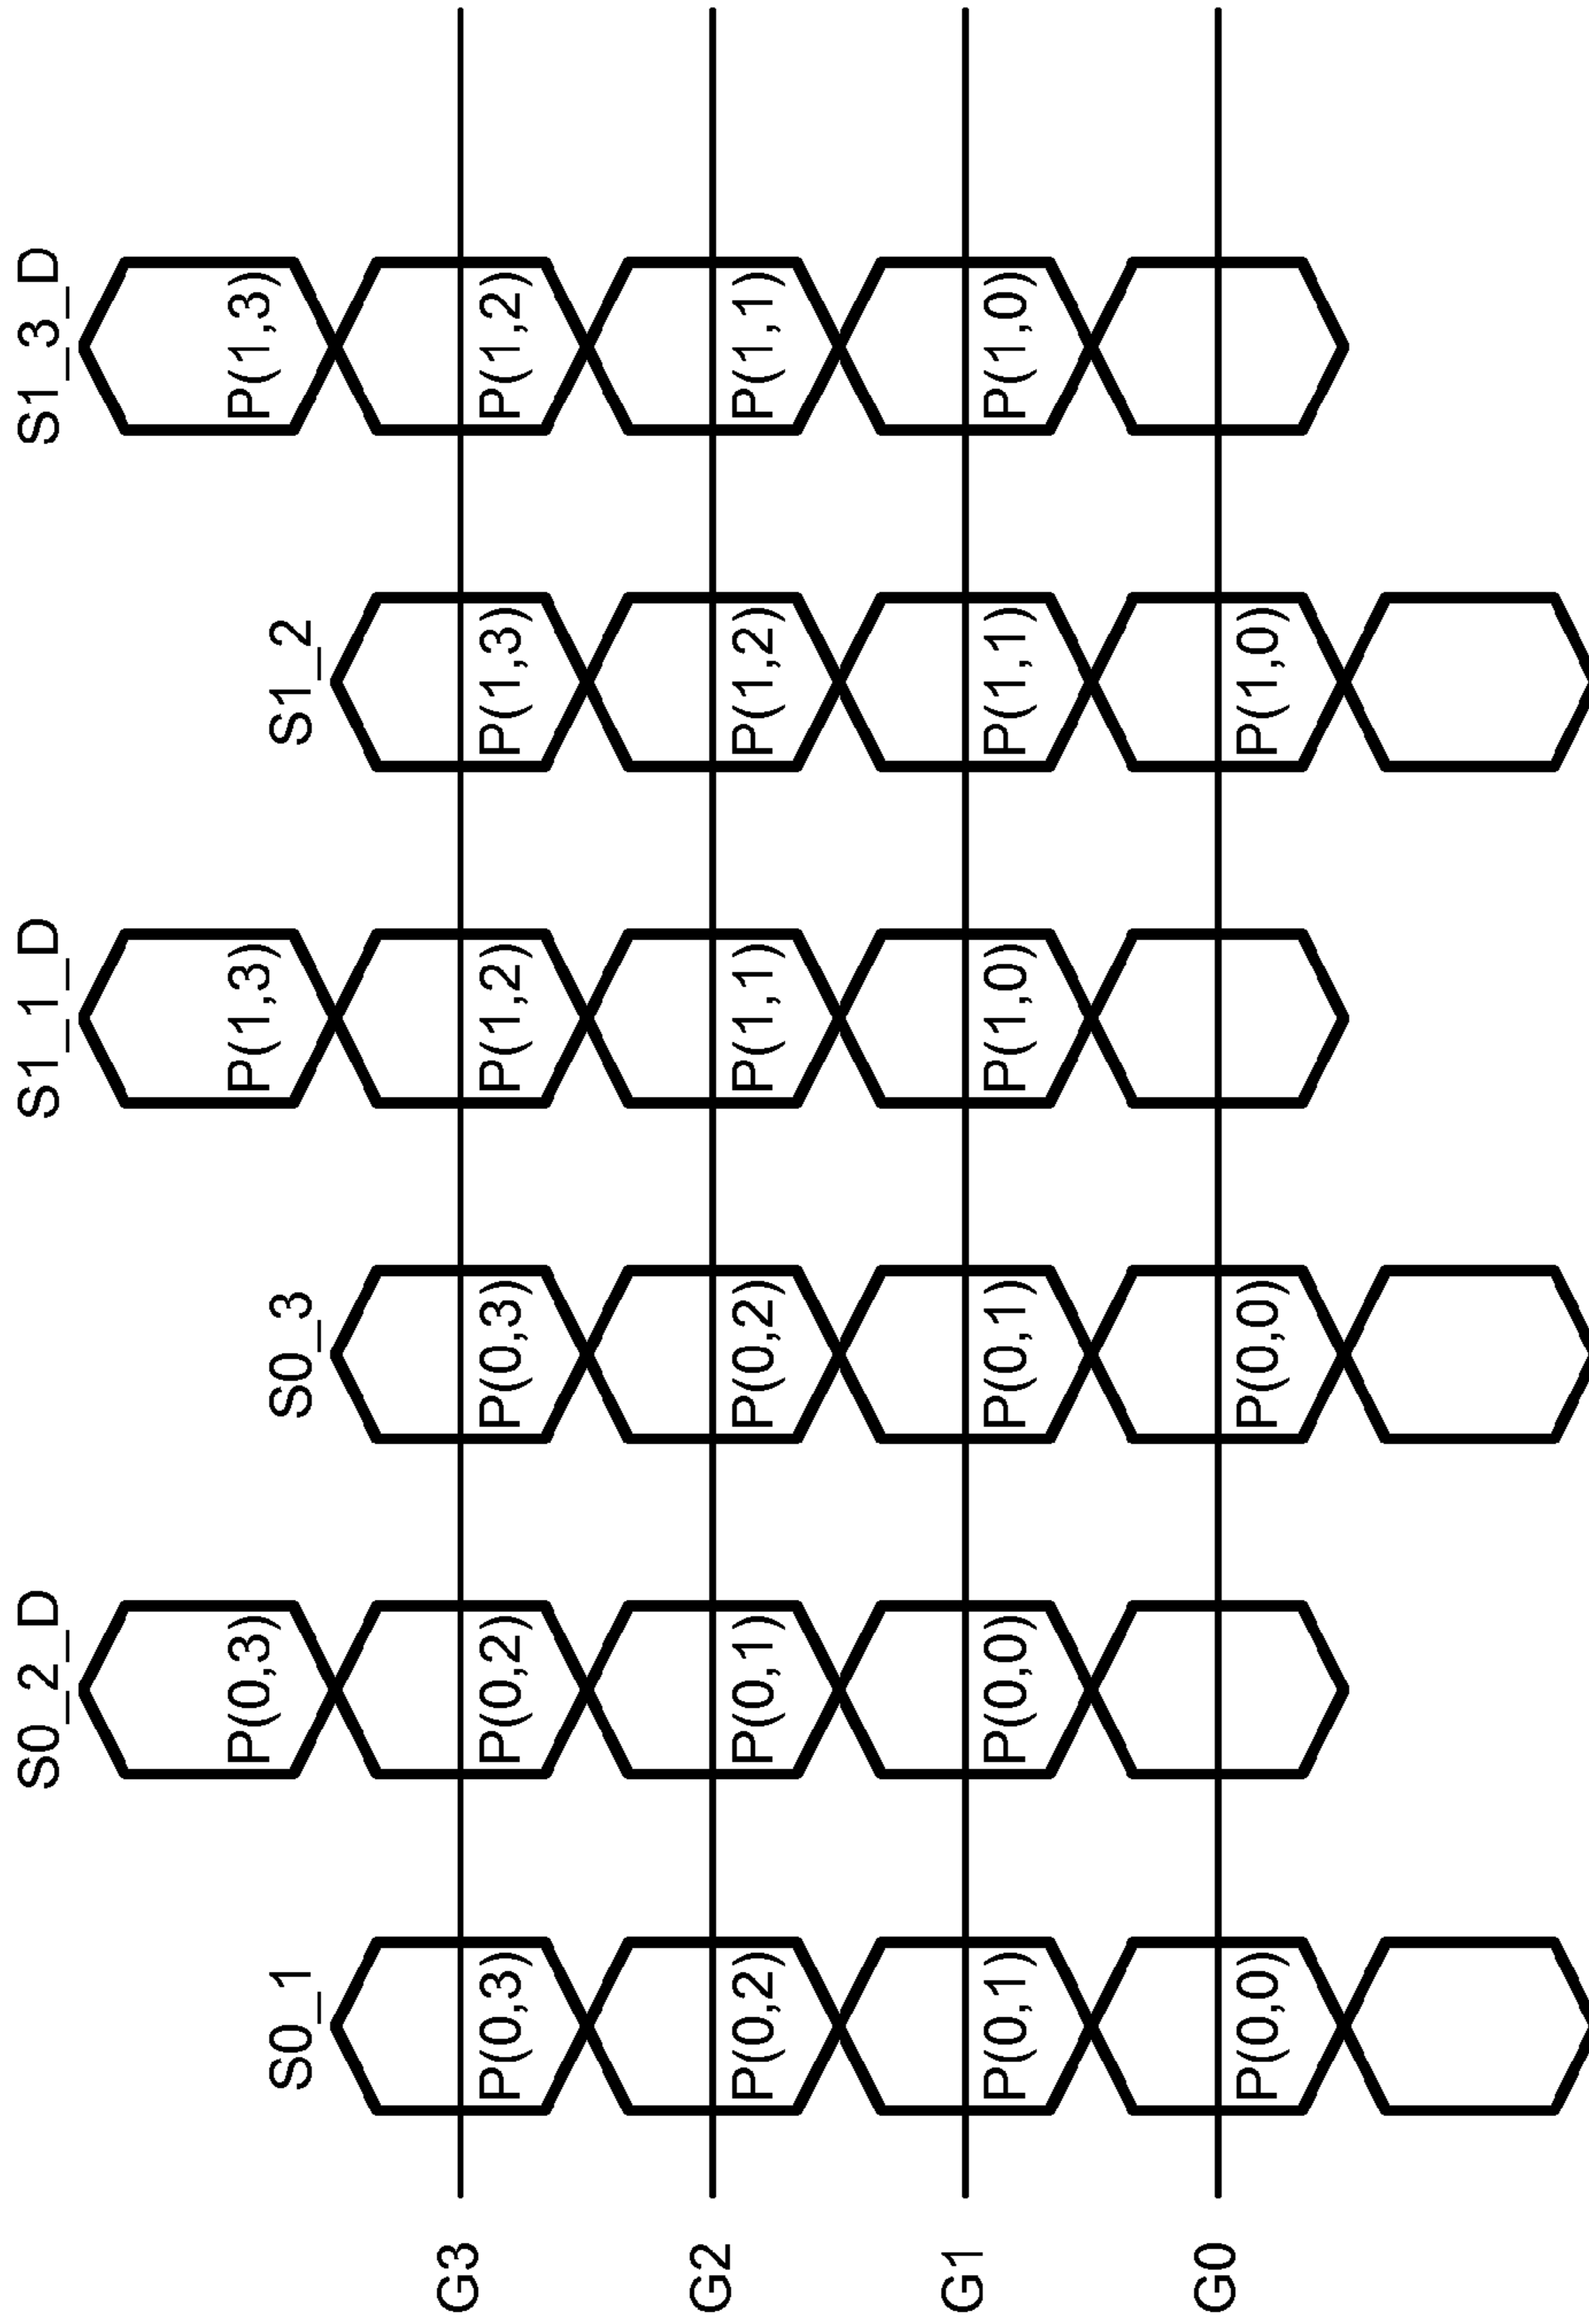 S0_2_D S1_1_D S1_3_D
P(0,3) P(1,3) P(1,3)
S0_1 S0_3 S1_2
G3
P(0,3) P(0,2) P(0,3) P(1,2) P(1,3) P(1,2)
G2
P(0,2) P(0,1) P(0,2) P(1,1) P(1,2) P(1,1)
G1
P(0,1) P(0,0) P(0,1) P(1,0) P(1,1) P(1,0)
G0
P(0,0) P(0,0) P(1,0)